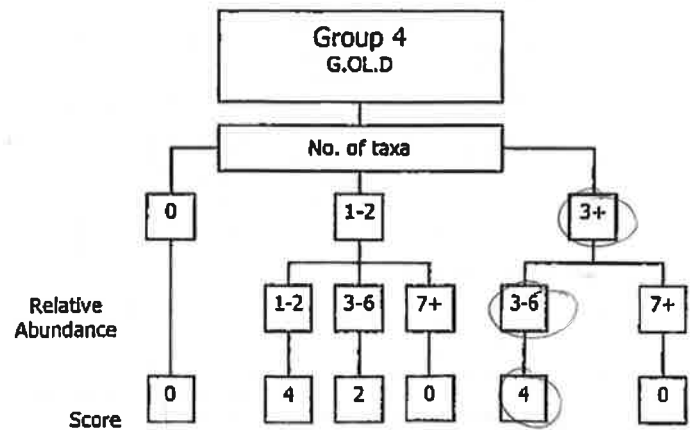 Group 4
G.OL.D
No. of taxa
0 1-2 3+
Relative Abundance
1-2 3-6 7+ 3-6 7+
Score
0 4 2 0 4 0